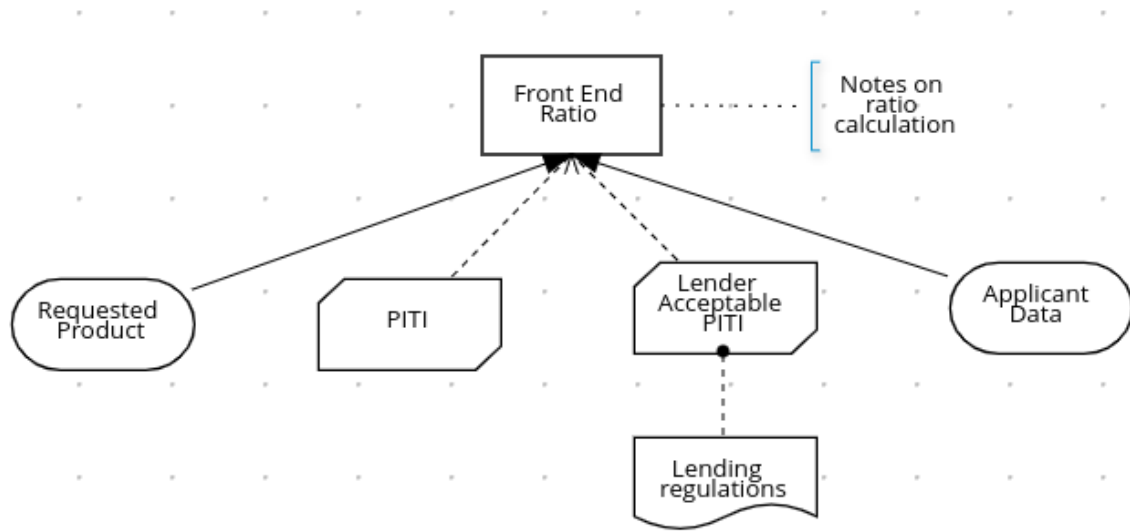 Front End
Ratio
Notes on
ratio
calculation
Requested
Product
PITI
Lender
Acceptable
PITI
Applicant
Data
Lending
regulations